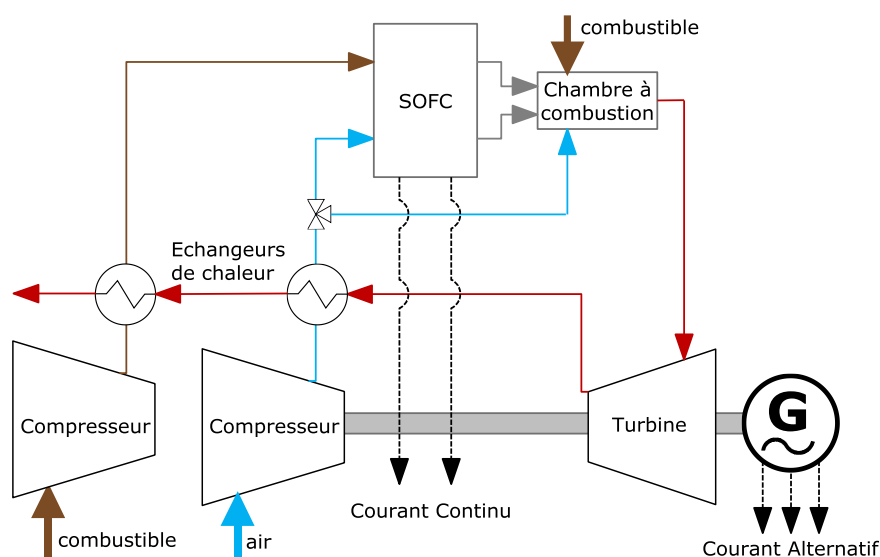 combustible
SOFC
Chambre à
combustion
Echangeurs
de chaleur
Compresseur
Compresseur
Turbine
G
Courant Continu
combustible
air
Courant Alternatif